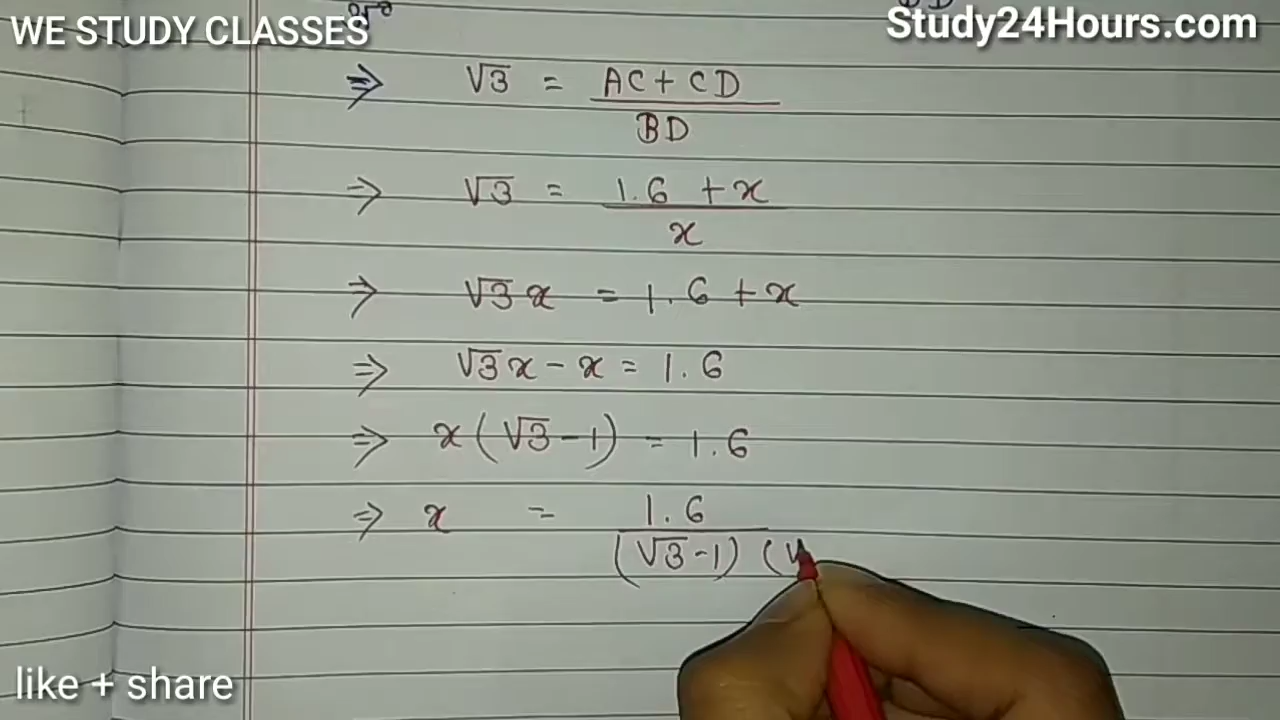 WE STUDY CLASSES
Study24Hours.com
⇒ √3 = AC + CD
BD
⇒ √3 = 1.6 + x
x
⇒ √3x = 1.6 + x
⇒ √3x - x = 1.6
⇒ x(√3 - 1) = 1.6
⇒ x = 1.6
(√3 - 1) (√
like + share